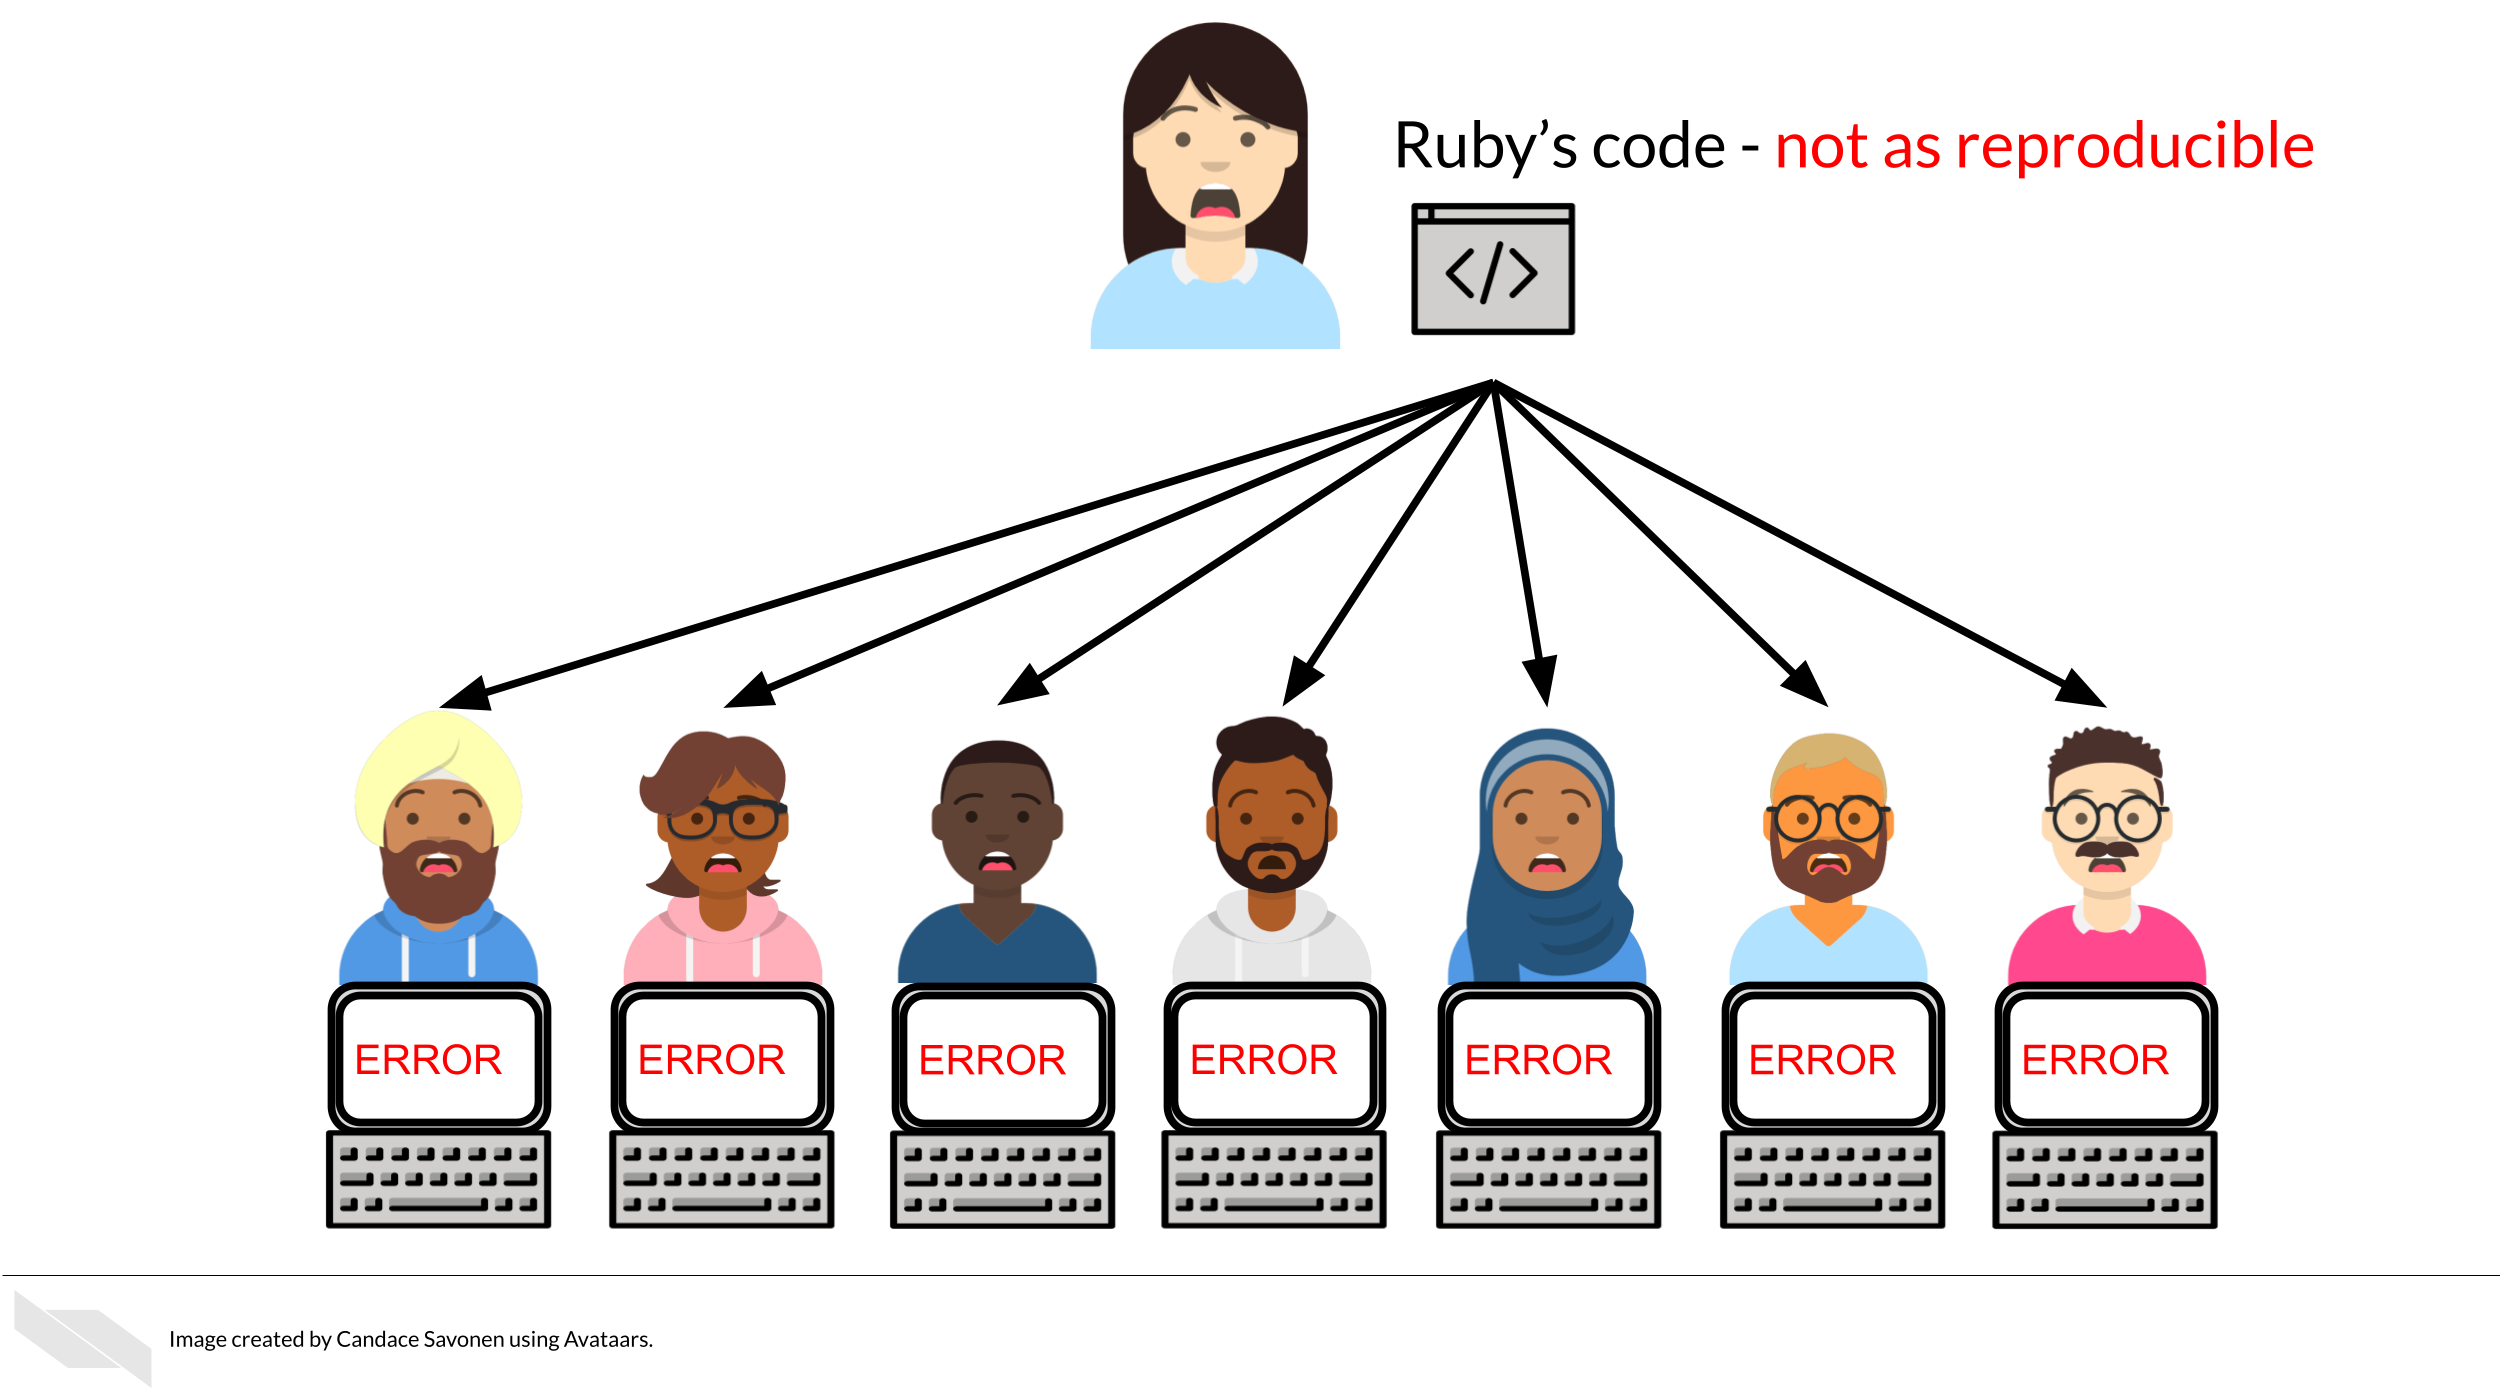 Ruby’s code - not as reproducible
</>
ERROR
ERROR
ERROR
ERROR
ERROR
ERROR
ERROR
Image created by Candace Savonen using Avataars.